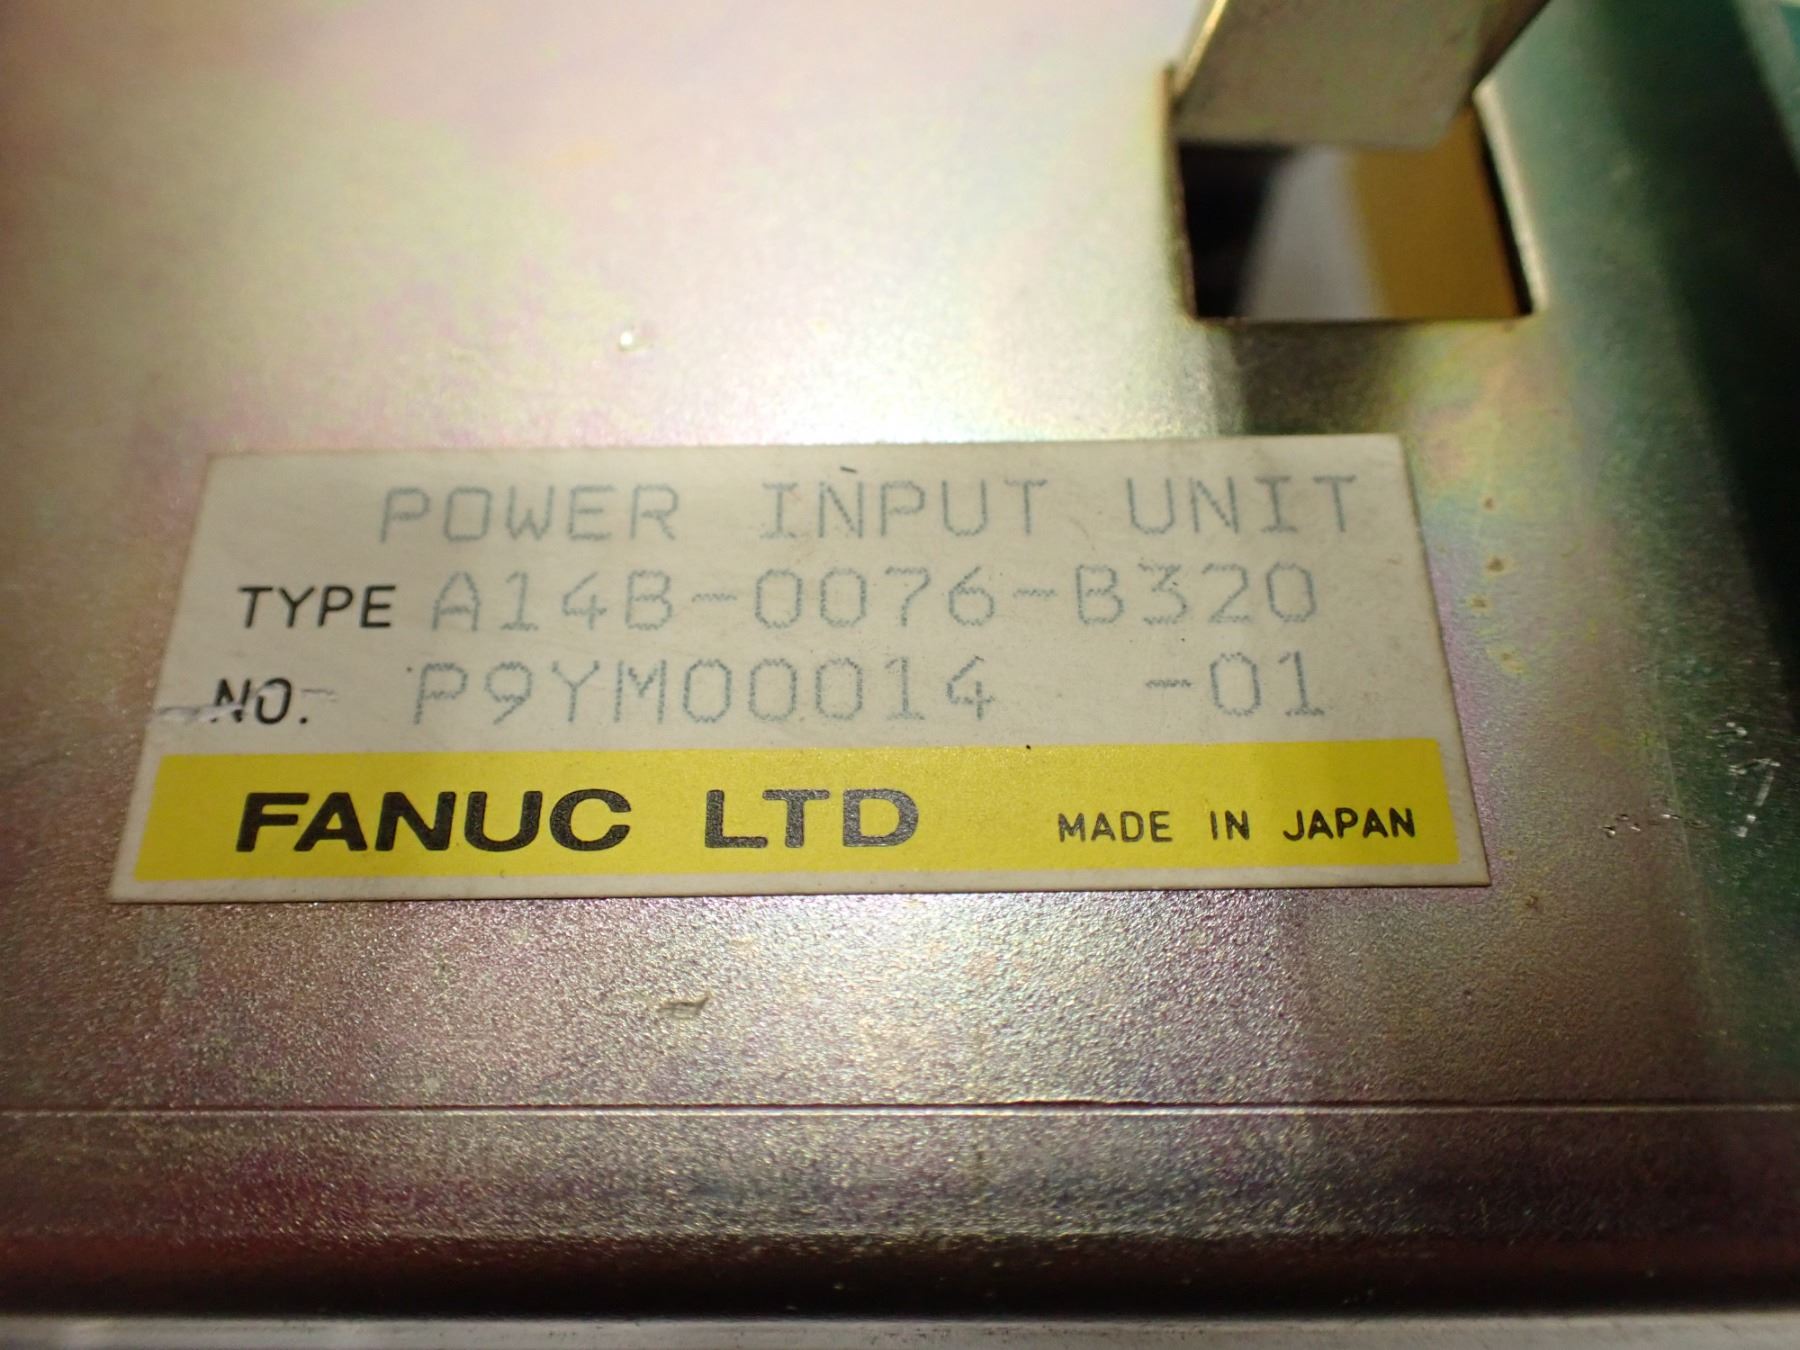 POWER INPUT UNIT
TYPE A14B-0076-B320
NO. P9YM00014 -01
FANUC LTD MADE IN JAPAN